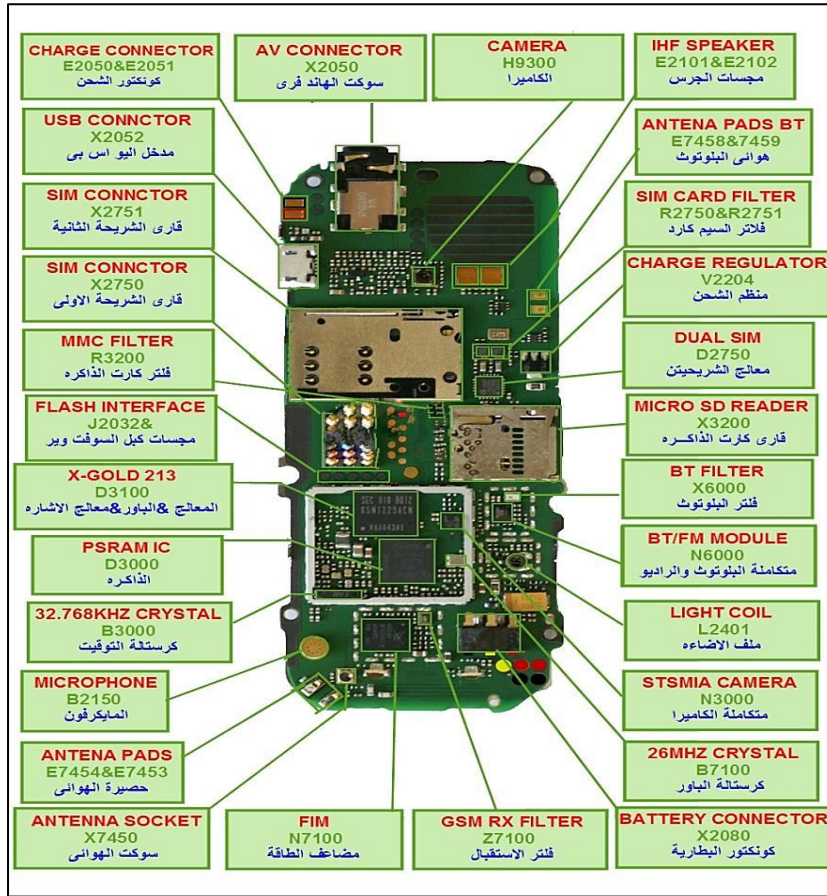 CHARGE CONNECTOR
E2050&E2051
كونكتور الشحن
AV CONNECTOR
X2050
سوكت الهاند فرى
CAMERA
H9300
الكاميرا
IHF SPEAKER
E2101&E2102
مجسات الجرس
USB CONNCTOR
X2052
مدخل اليو اس بى
ANTENA PADS BT
E7458&7459
هوائى البلوتوث
SIM CONNCTOR
X2751
قارى الشريحة الثانية
SIM CARD FILTER
R2750&R2751
فلاتر السيم كارد
SIM CONNCTOR
X2750
قارى الشريحة الاولى
CHARGE REGULATOR
V2204
منظم الشحن
MMC FILTER
R3200
فلتر كارت الذاكره
DUAL SIM
D2750
معالج الشريحيتن
FLASH INTERFACE
J2032&
مجسات كبل السوفت وير
MICRO SD READER
X3200
قارى كارت الذاكـــره
X-GOLD 213
D3100
المعالج &الباور&معالج الاشاره
BT FILTER
X6000
فلتر البلوتوث
PSRAM IC
D3000
الذاكره
BT/FM MODULE
N6000
متكاملة البلوتوث والراديو
32.768KHZ CRYSTAL
B3000
كرستالة التوقيت
LIGHT COIL
L2401
ملف الاضاءه
MICROPHONE
B2150
المايكرفون
STSMIA CAMERA
N3000
متكاملة الكاميرا
ANTENA PADS
E7454&E7453
حصيرة الهوائى
26MHZ CRYSTAL
B7100
كرستالة الباور
ANTENNA SOCKET
X7450
سوكت الهوائى
FIM
N7100
مضاعف الطاقة
GSM RX FILTER
Z7100
فلتر الاستقبال
BATTERY CONNECTOR
X2080
كونكتور البطارية